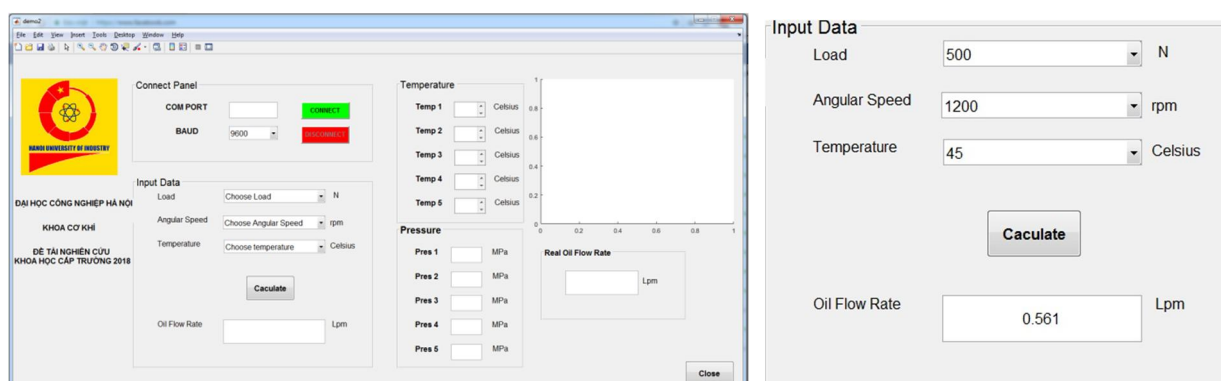 demo2
File Edit View Insert Tools Desktop Window Help
HANOI UNIVERSITY OF INDUSTRY
ĐẠI HỌC CÔNG NGHIỆP HÀ NỘI
KHOA CƠ KHÍ
ĐỀ TÀI NGHIÊN CỨU
KHOA HỌC CẤP TRƯỜNG 2018
Connect Panel
COM PORT CONNECT
BAUD 9600 DISCONNECT
Input Data
Load Choose Load N
Angular Speed Choose Angular Speed rpm
Temperature Choose temperature Celsius
Caculate
Oil Flow Rate Lpm
Temperature
Temp 1 Celsius
Temp 2 Celsius
Temp 3 Celsius
Temp 4 Celsius
Temp 5 Celsius
Pressure
Pres 1 MPa
Pres 2 MPa
Pres 3 MPa
Pres 4 MPa
Pres 5 MPa
1
0.8
0.6
0.4
0.2
0
0 0.2 0.4 0.6 0.8 1
Real Oil Flow Rate
Lpm
Close
Input Data
Load 500 N
Angular Speed 1200 rpm
Temperature 45 Celsius
Caculate
Oil Flow Rate 0.561 Lpm